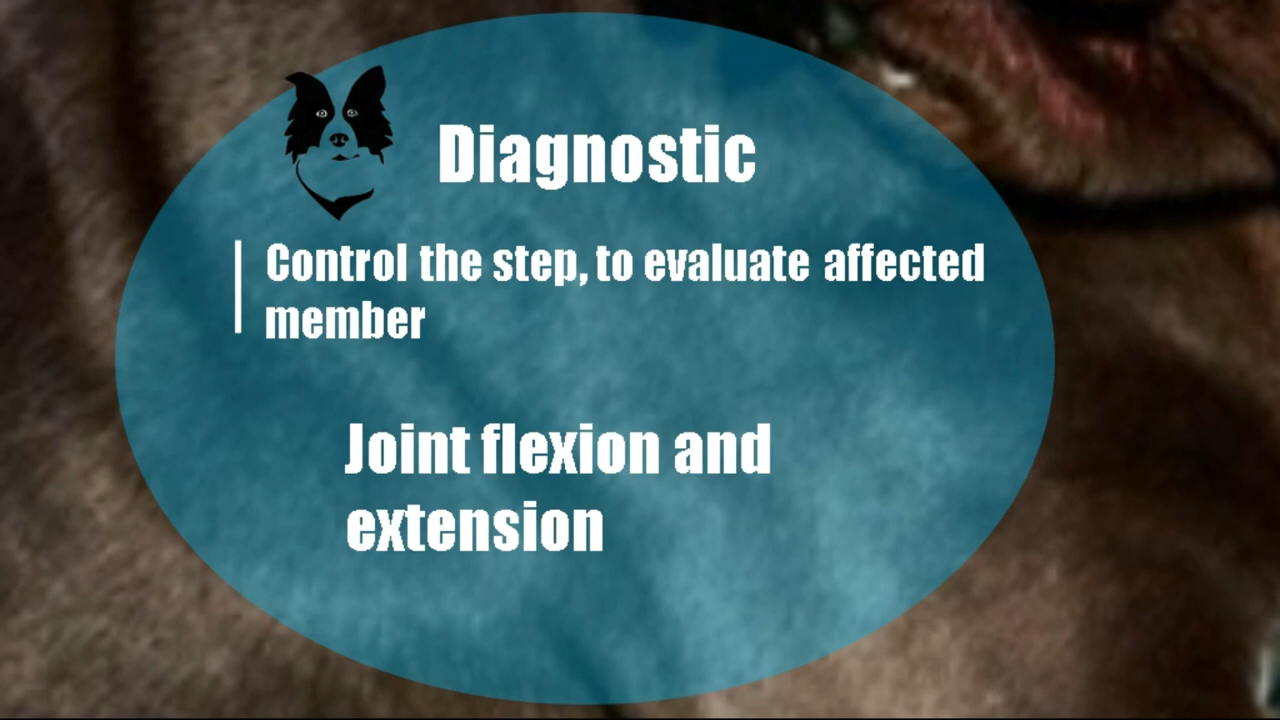 Diagnostic
Control the step, to evaluate affected
member
Joint flexion and
extension